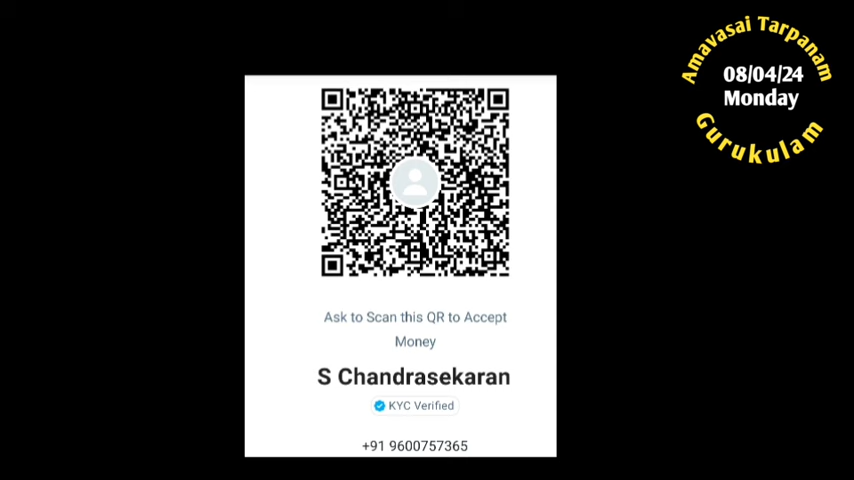 Amavasai Tarpanam
08/04/24
Monday
Gurukulam
Ask to Scan this QR to Accept
Money
S Chandrasekaran
KYC Verified
+91 9600757365